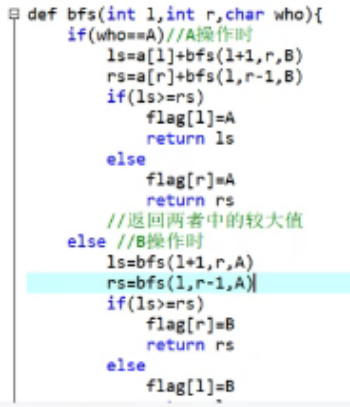 def bfs(int l,int r,char who){
if(who==A)//A操作时
ls=a[l]+bfs(l+1,r,B)
rs=a[r]+bfs(l,r-1,B)
if(ls>=rs)
flag[l]=A
return ls
else
flag[r]=A
return rs
//返回两者中的较大值
else //B操作时
ls=bfs(l+1,r,A)
rs=bfs(l,r-1,A)
if(ls>=rs)
flag[r]=B
return rs
else
flag[l]=B